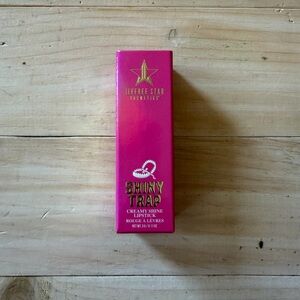 JEFFREE STAR
COSMETICS
SHINY
TRAP
CREAMY SHINE
LIPSTICK
ROUGE A LÈVRES